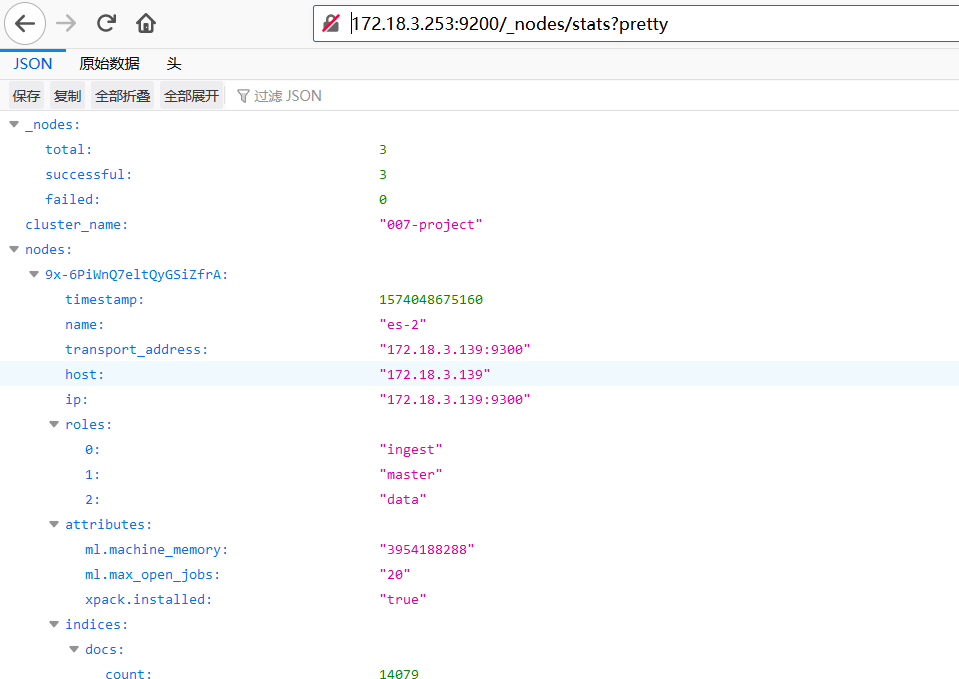 172.18.3.253:9200/_nodes/stats?pretty
JSON 原始数据 头
保存 复制 全部折叠 全部展开 过滤 JSON
_nodes:
total: 3
successful: 3
failed: 0
cluster_name: "007-project"
nodes:
9x-6PiWnQ7eltQyGSiZfrA:
timestamp: 1574048675160
name: "es-2"
transport_address: "172.18.3.139:9300"
host: "172.18.3.139"
ip: "172.18.3.139:9300"
roles:
0: "ingest"
1: "master"
2: "data"
attributes:
ml.machine_memory: "3954188288"
ml.max_open_jobs: "20"
xpack.installed: "true"
indices:
docs:
count: 14079